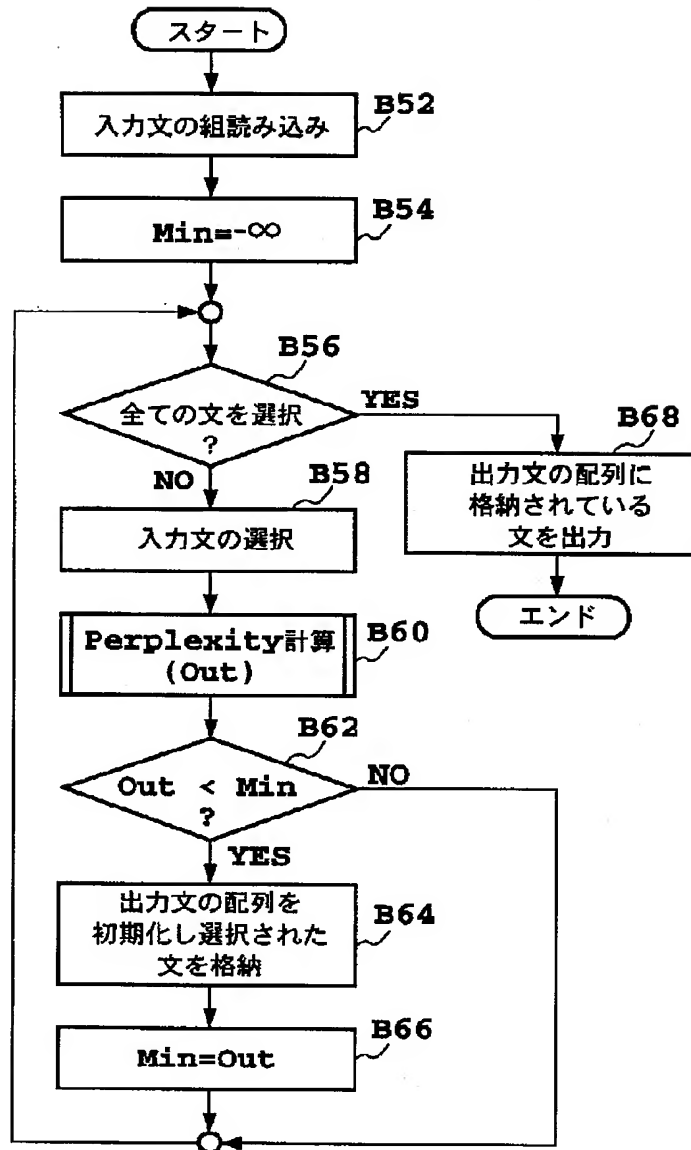 スタート
B52
入力文の組読み込み
B54
Min=-∞
B56
全ての文を選択
?
YES
NO
B68
出力文の配列に
格納されている
文を出力
エンド
B58
入力文の選択
B60
Perplexity計算
(Out)
B62
Out < Min
?
NO
YES
B64
出力文の配列を
初期化し選択された
文を格納
B66
Min=Out